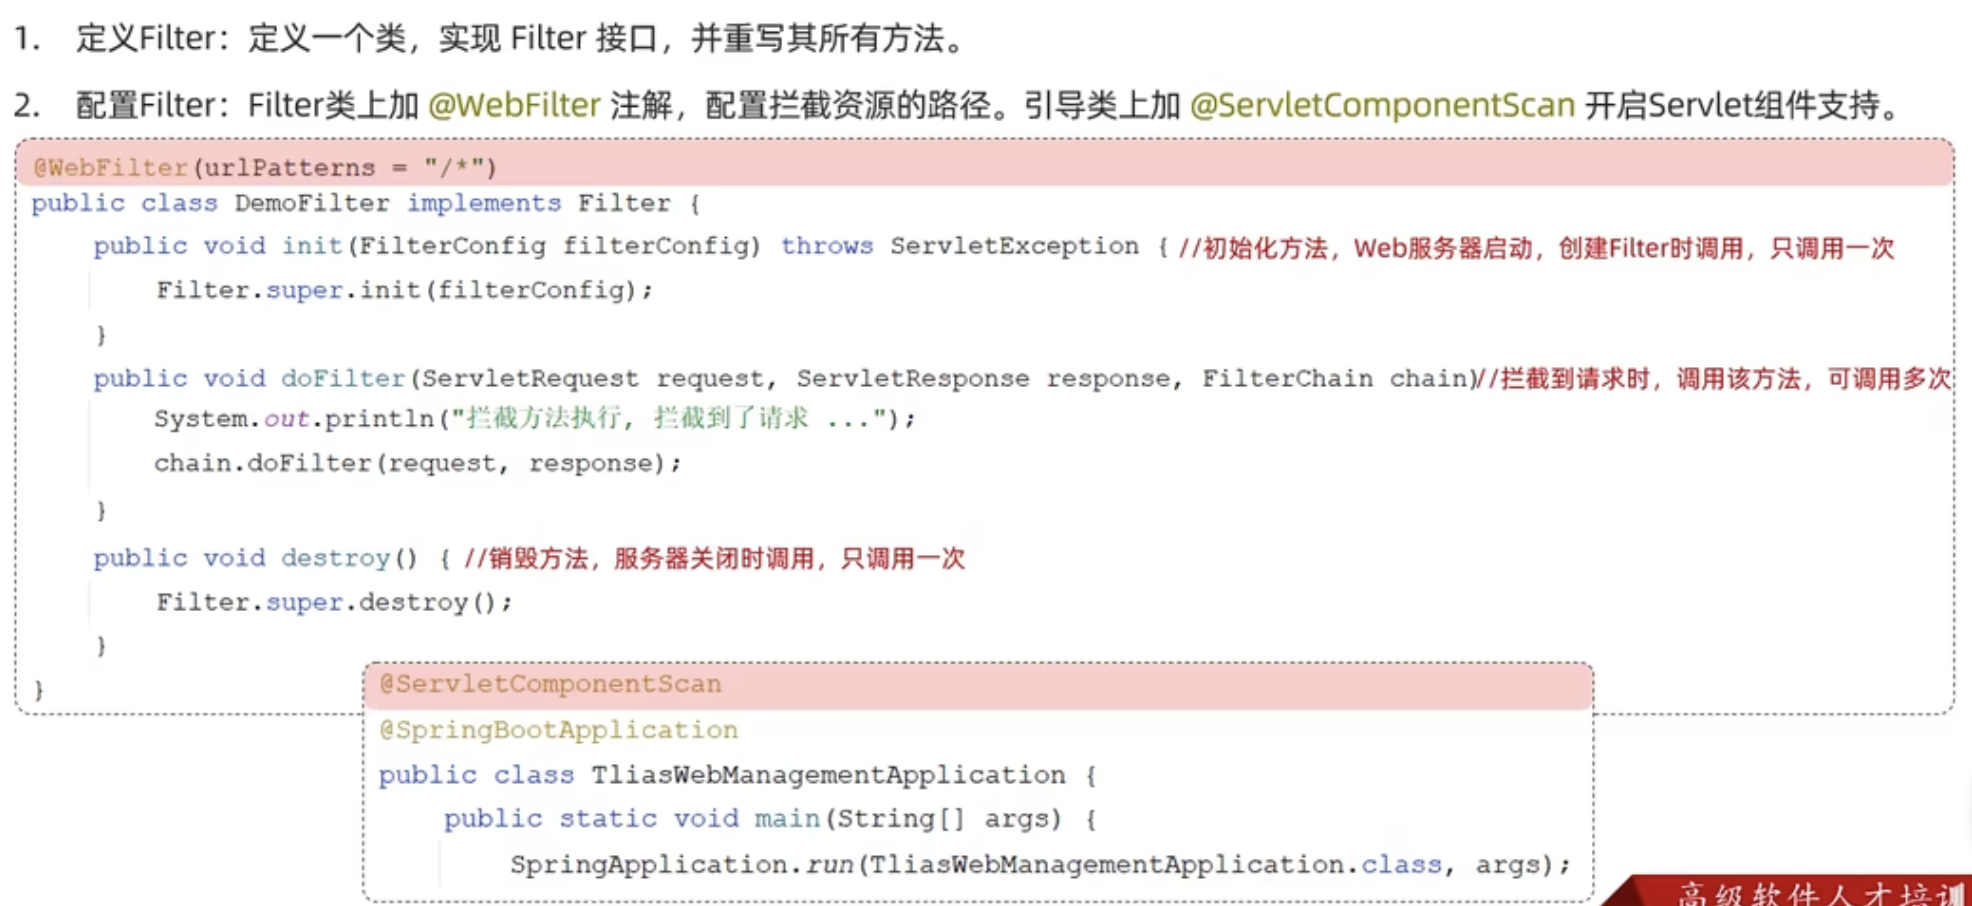 1. 定义Filter：定义一个类，实现 Filter 接口，并重写其所有方法。
2. 配置Filter：Filter类上加 @WebFilter 注解，配置拦截资源的路径。引导类上加 @ServletComponentScan 开启Servlet组件支持。
@WebFilter(urlPatterns = "/*")
public class DemoFilter implements Filter {
public void init(FilterConfig filterConfig) throws ServletException { //初始化方法，Web服务器启动，创建Filter时调用，只调用一次
Filter.super.init(filterConfig);
}
public void doFilter(ServletRequest request, ServletResponse response, FilterChain chain)//拦截到请求时，调用该方法，可调用多次
System.out.println("拦截方法执行, 拦截到了请求 ...");
chain.doFilter(request, response);
}
public void destroy() { //销毁方法，服务器关闭时调用，只调用一次
Filter.super.destroy();
}
}
@ServletComponentScan
@SpringBootApplication
public class TliasWebManagementApplication {
public static void main(String[] args) {
SpringApplication.run(TliasWebManagementApplication.class, args);
高级软件人才培训